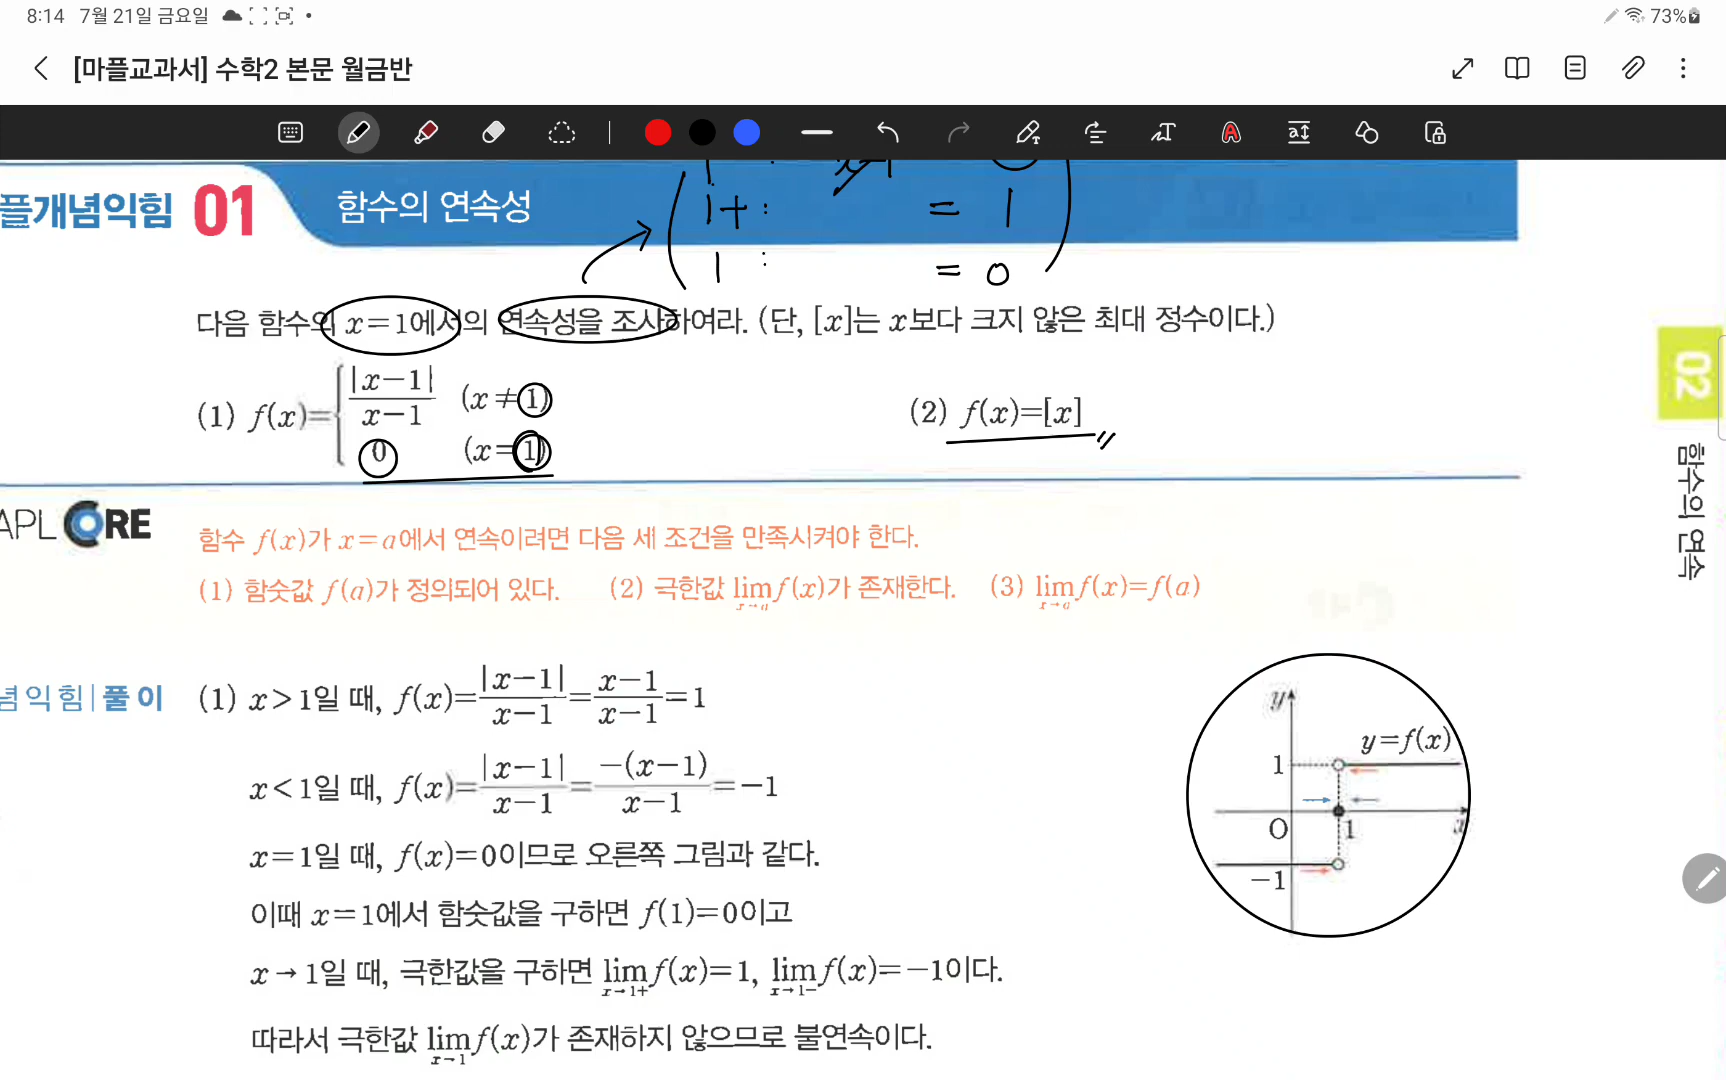 8:14 7월 21일 금요일
73%
[마플교과서] 수학2 본문 월금반
플개념익힘 01 함수의 연속성
1+ : = 1
1 : = 0
다음 함수의 x=1에서의 연속성을 조사하여라. (단, [x]는 x보다 크지 않은 최대 정수이다.)
(1) f(x)={ |x-1|/x-1 (x≠1)
0 (x=1)
(2) f(x)=[x]
02
함수의 연속
APL CORE
함수 f(x)가 x=a에서 연속이려면 다음 세 조건을 만족시켜야 한다.
(1) 함숫값 f(a)가 정의되어 있다. (2) 극한값 lim x→a f(x)가 존재한다. (3) lim x→a f(x)=f(a)
념익힘 | 풀이 (1) x>1일 때, f(x)=|x-1|/x-1=x-1/x-1=1
x<1일 때, f(x)=|x-1|/x-1=-(x-1)/x-1=-1
x=1일 때, f(x)=0이므로 오른쪽 그림과 같다.
이때 x=1에서 함숫값을 구하면 f(1)=0이고
x→1일 때, 극한값을 구하면 lim x→1+ f(x)=1, lim x→1- f(x)=-1이다.
따라서 극한값 lim x→1 f(x)가 존재하지 않으므로 불연속이다.
y
y=f(x)
1
O 1 x
-1